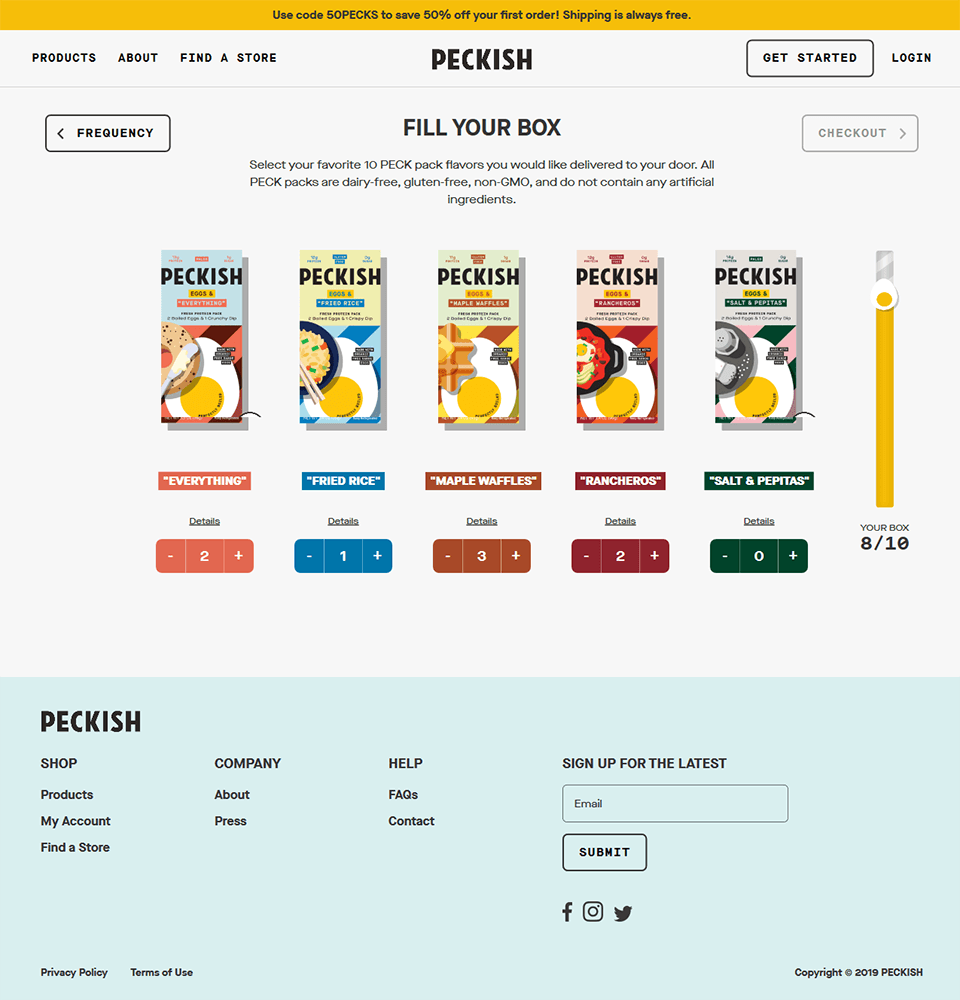 Use code 50PECKS to save 50% off your first order! Shipping is always free.
PRODUCTS ABOUT FIND A STORE PECKISH GET STARTED LOGIN
FREQUENCY
FILL YOUR BOX
CHECKOUT
Select your favorite 10 PECK pack flavors you would like delivered to your door. All
PECK packs are dairy-free, gluten-free, non-GMO, and do not contain any artificial
ingredients.
PECKISH
EGGS &
"EVERYTHING"
FRESH PROTEIN PACK
2 Boiled Eggs & 1 Crunchy Dip
PECKISH
EGGS &
"FRIED RICE"
FRESH PROTEIN PACK
2 Boiled Eggs & 1 Crispy Dip
PECKISH
EGGS &
"MAPLE WAFFLES"
FRESH PROTEIN PACK
2 Boiled Eggs & 1 Crispy Dip
PECKISH
EGGS &
"RANCHEROS"
FRESH PROTEIN PACK
2 Boiled Eggs & 1 Crispy Dip
PECKISH
EGGS &
"SALT & PEPITAS"
FRESH PROTEIN PACK
2 Boiled Eggs & 1 Crunchy Dip
"EVERYTHING" "FRIED RICE" "MAPLE WAFFLES" "RANCHEROS" "SALT & PEPITAS"
Details Details Details Details Details
- 2 + - 1 + - 3 + - 2 + - 0 +
YOUR BOX
8/10
PECKISH
SHOP
Products
My Account
Find a Store
COMPANY
About
Press
HELP
FAQs
Contact
SIGN UP FOR THE LATEST
Email
SUBMIT
Privacy Policy Terms of Use Copyright © 2019 PECKISH